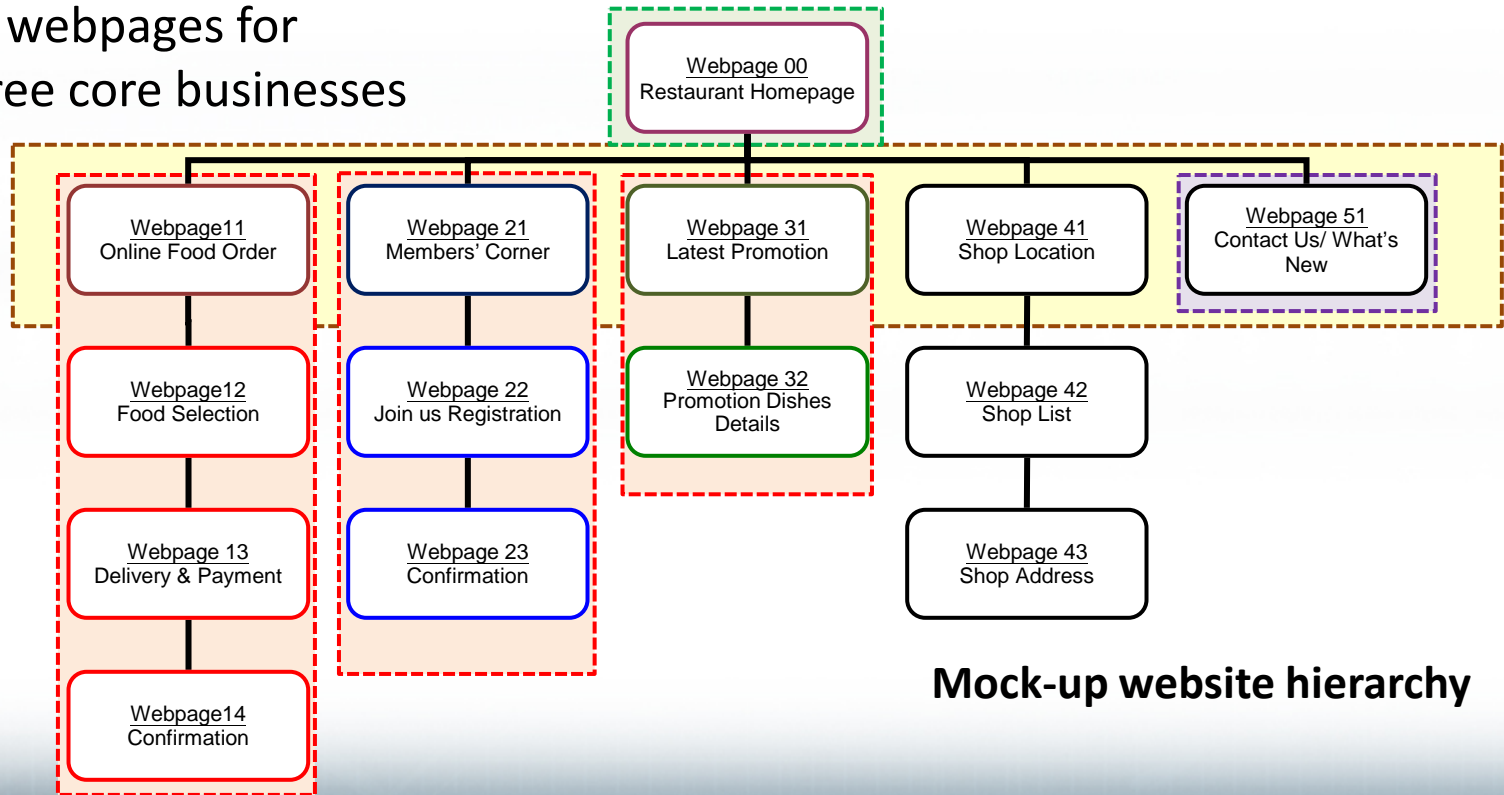 webpages for
ree core businesses
Webpage 00
Restaurant Homepage
Webpage11
Online Food Order
Webpage 21
Members’ Corner
Webpage 31
Latest Promotion
Webpage 41
Shop Location
Webpage 51
Contact Us/ What’s
New
Webpage12
Food Selection
Webpage 22
Join us Registration
Webpage 32
Promotion Dishes
Details
Webpage 42
Shop List
Webpage 13
Delivery & Payment
Webpage 23
Confirmation
Webpage 43
Shop Address
Webpage14
Confirmation
Mock-up website hierarchy